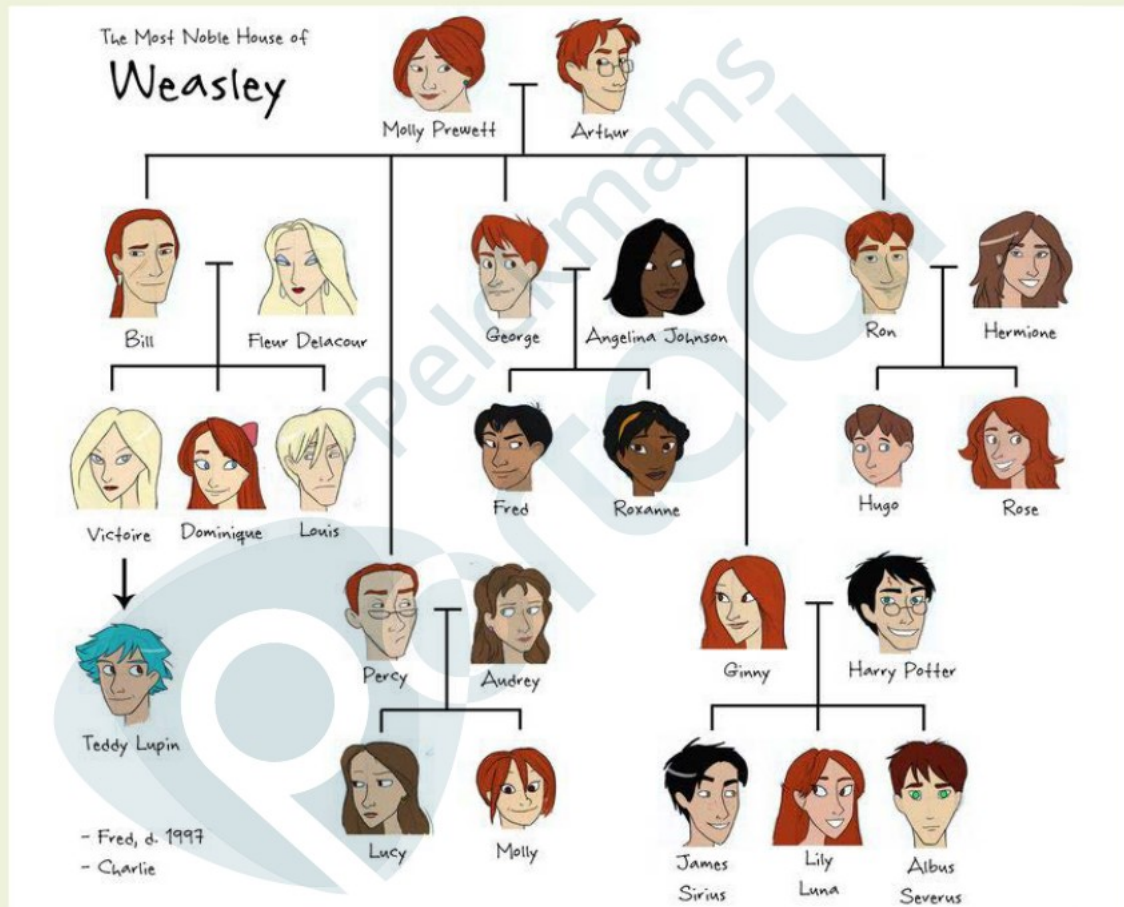 The Most Noble House of
Weasley
Molly Prewett
Arthur
Bill
Fleur Delacour
George
Angelina Johnson
Ron
Hermione
Victoire
Dominique
Louis
Fred
Roxanne
Hugo
Rose
Teddy Lupin
Percy
Audrey
Ginny
Harry Potter
Lucy
Molly
James
Sirius
Lily
Luna
Albus
Severus
- Fred, d. 1997
- Charlie
Pelckmans
Portaal